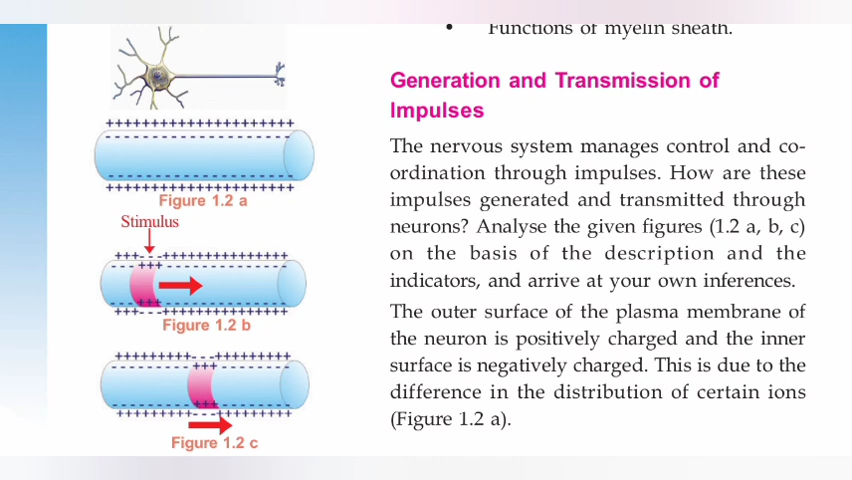 • Functions of myelin sheath.
Generation and Transmission of
Impulses
The nervous system manages control and co-
ordination through impulses. How are these
impulses generated and transmitted through
neurons? Analyse the given figures (1.2 a, b, c)
on the basis of the description and the
indicators, and arrive at your own inferences.
The outer surface of the plasma membrane of
the neuron is positively charged and the inner
surface is negatively charged. This is due to the
difference in the distribution of certain ions
(Figure 1.2 a).
Figure 1.2 a
Stimulus
Figure 1.2 b
Figure 1.2 c